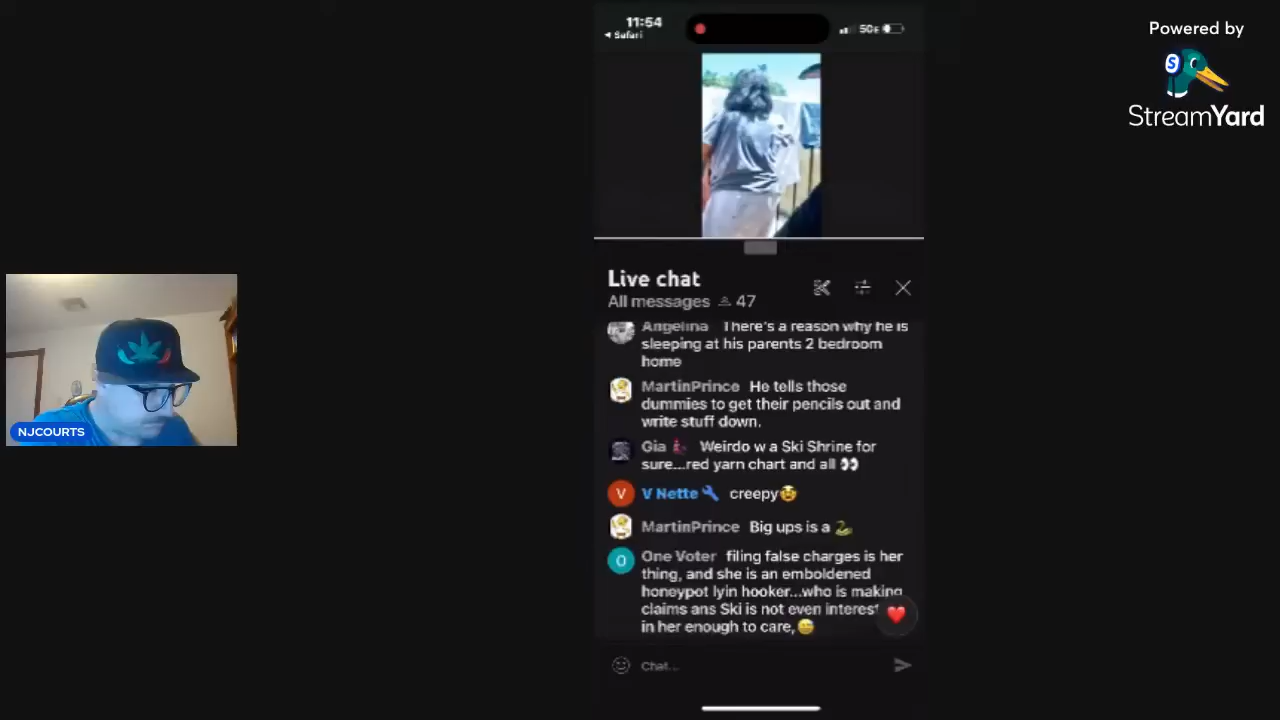 11:54
Safari
5GE
Powered by
StreamYard
S
Live chat
All messages 47
Angelina There's a reason why he is
sleeping at his parents 2 bedroom
home
MartinPrince He tells those
dummies to get their pencils out and
write stuff down.
Gia Weirdo w a Ski Shrine for
sure...red yarn chart and all 👀
V
V Nette creepy
MartinPrince Big ups is a 🐍
O
One Voter filing false charges is her
thing, and she is an emboldened
honeypot lyin hooker...who is making
claims ans Ski is not even interest
in her enough to care,😅
Chat...
NJCOURTS